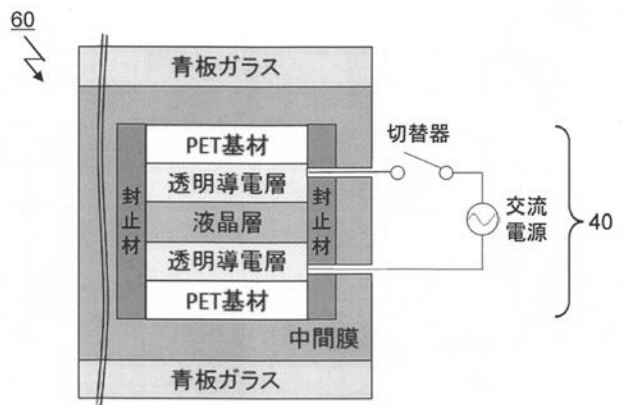 60
青板ガラス
PET基材
透明導電層
液晶層
透明導電層
PET基材
封止材
封止材
中間膜
青板ガラス
切替器
交流
電源
40